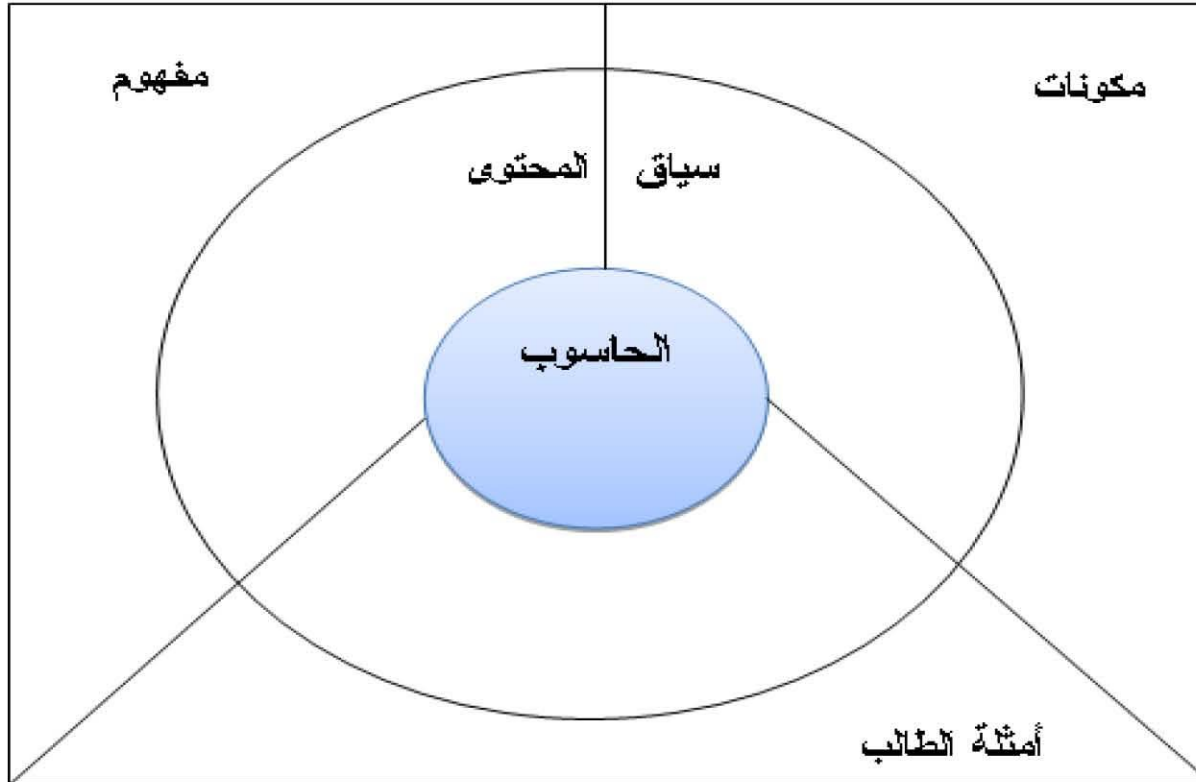 مكونات
مفهوم
سياق
المحتوى
الحاسوب
أمثلة الطالب